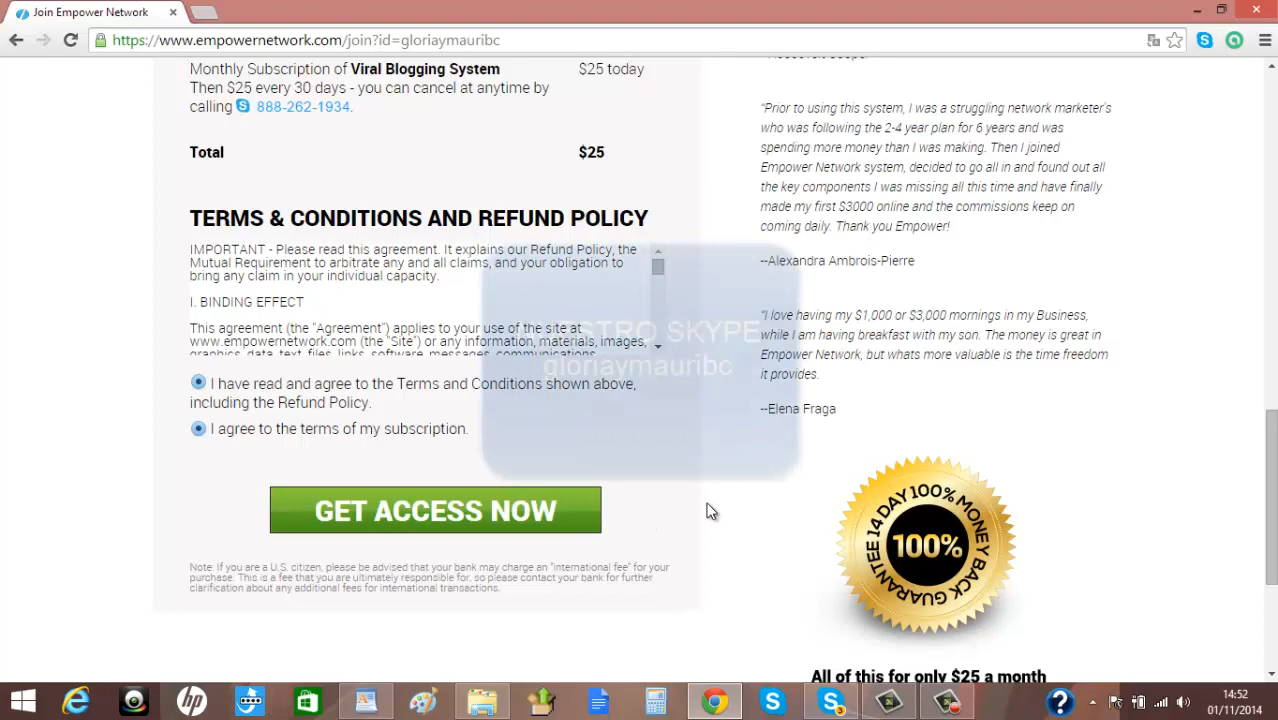 Join Empower Network
https://www.empowernetwork.com/join?id=gloriaymauribc
Monthly Subscription of Viral Blogging System $25 today
Then $25 every 30 days - you can cancel at anytime by
calling 888-262-1934.
Total $25
TERMS & CONDITIONS AND REFUND POLICY
IMPORTANT - Please read this agreement. It explains our Refund Policy, the
Mutual Requirement to arbitrate any and all claims, and your obligation to
bring any claim in your individual capacity.
I. BINDING EFFECT
This agreement (the "Agreement") applies to your use of the site at
www.empowernetwork.com (the "Site") or any information, materials, images,
graphics, data, text, files, links, software, messages, communications,
SKYPE
gloriaymauribc
I have read and agree to the Terms and Conditions shown above,
including the Refund Policy.
I agree to the terms of my subscription.
GET ACCESS NOW
Note: If you are a U.S. citizen, please be advised that your bank may charge an "international fee" for your
purchase. This is a fee that you are ultimately responsible for, so please contact your bank for further
clarification about any additional fees for international transactions.
"Prior to using this system, I was a struggling network marketer's
who was following the 2-4 year plan for 6 years and was
spending more money than I was making. Then I joined
Empower Network system, decided to go all in and found out all
the key components I was missing all this time and have finally
made my first $3000 online and the commissions keep on
coming daily. Thank you Empower!
--Alexandra Ambrois-Pierre
"I love having my $1,000 or $3,000 mornings in my Business,
while I am having breakfast with my son. The money is great in
Empower Network, but whats more valuable is the time freedom
it provides.
--Elena Fraga
14 DAY 100% MONEY
100%
BACK GUARANTEE
All of this for only $25 a month
hp
3
14:52
01/11/2014